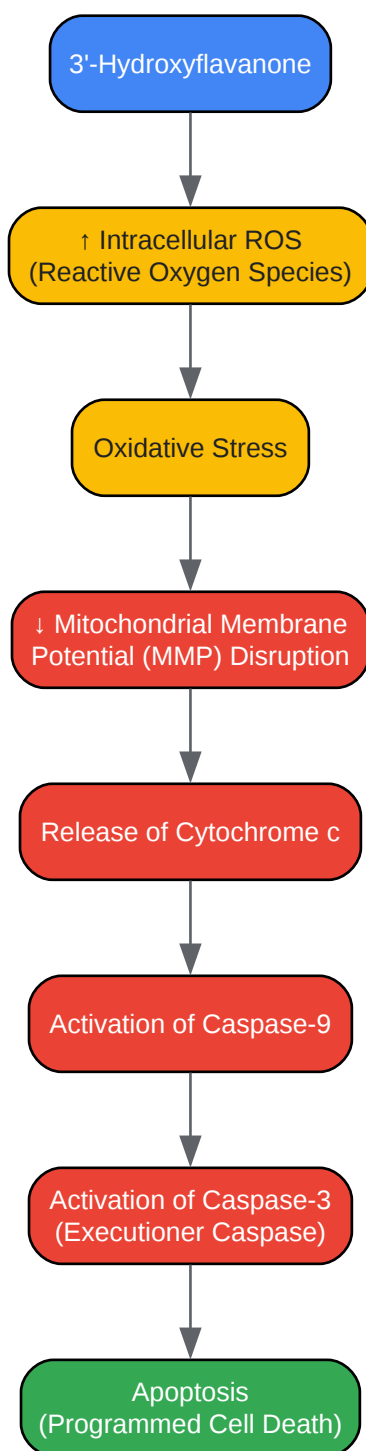 3'-Hydroxyflavanone
↑ Intracellular ROS
(Reactive Oxygen Species)
Oxidative Stress
↓ Mitochondrial Membrane
Potential (MMP) Disruption
Release of Cytochrome c
Activation of Caspase-9
Activation of Caspase-3
(Executioner Caspase)
Apoptosis
(Programmed Cell Death)